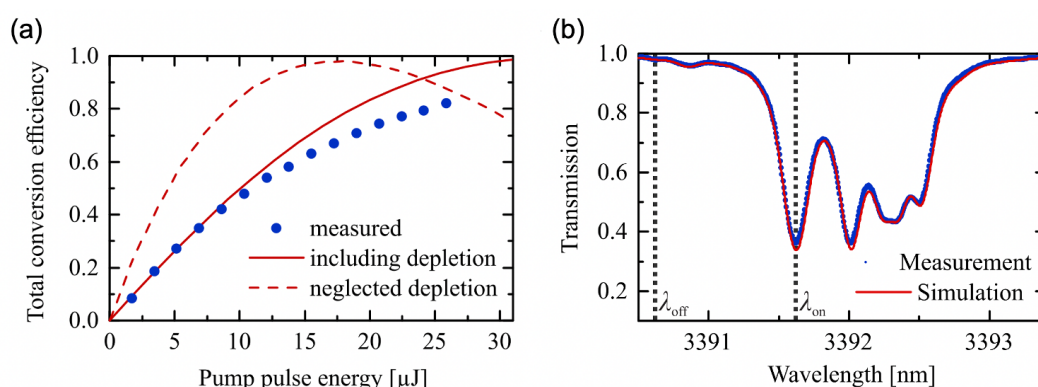 (a)
Total conversion efficiency
1.0
0.8
0.6
0.4
0.2
0.0
measured
including depletion
neglected depletion
0 5 10 15 20 25 30
Pump pulse energy [µJ]
(b)
Transmission
1.0
0.8
0.6
0.4
0.2
Measurement
Simulation
λoff
λon
3391 3392 3393
Wavelength [nm]